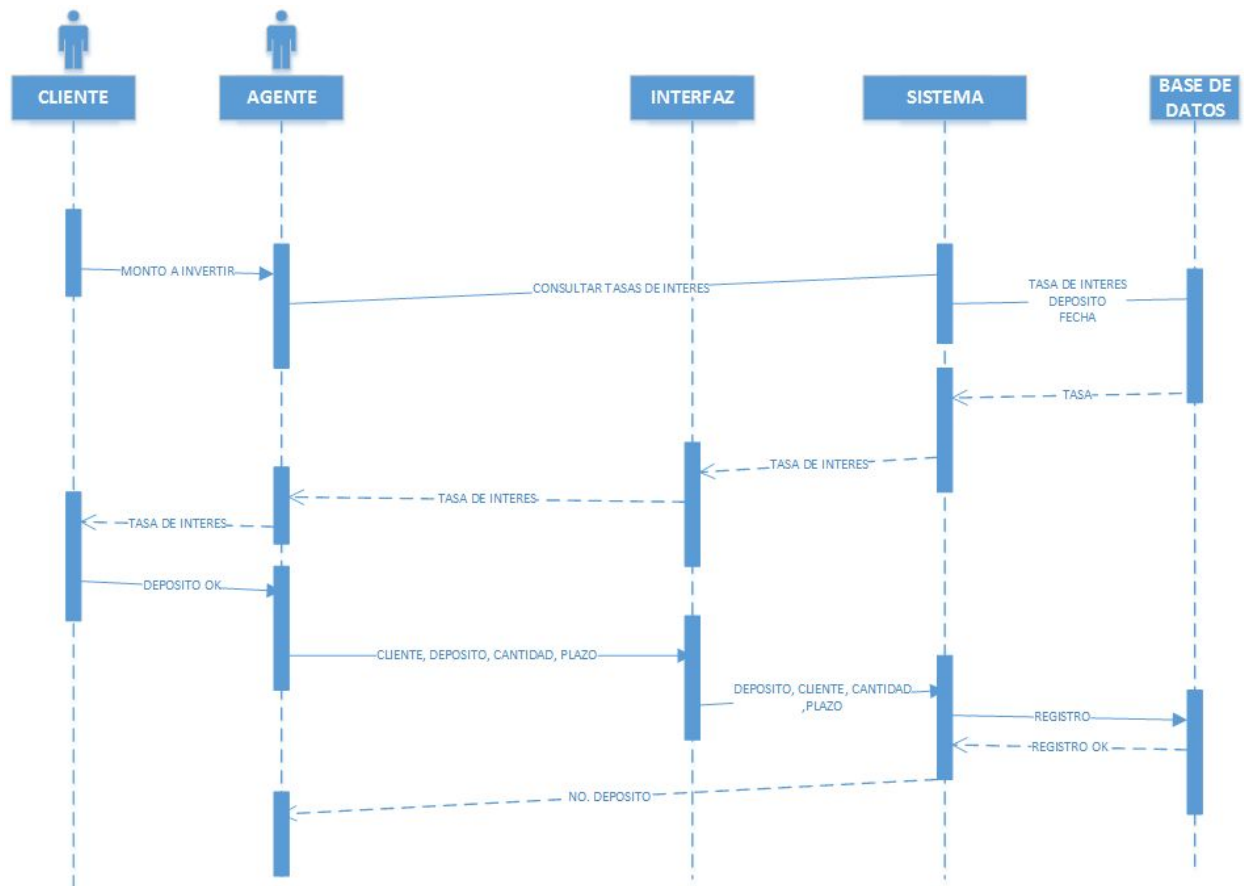 CLIENTE
AGENTE
INTERFAZ
SISTEMA
BASE DE
DATOS
MONTO A INVERTIR
CONSULTAR TASAS DE INTERES
TASA DE INTERES
DEPOSITO
FECHA
TASA
TASA DE INTERES
TASA DE INTERES
TASA DE INTERES
DEPOSITO OK
CLIENTE, DEPOSITO, CANTIDAD, PLAZO
DEPOSITO, CLIENTE, CANTIDAD
,PLAZO
REGISTRO
REGISTRO OK
NO. DEPOSITO